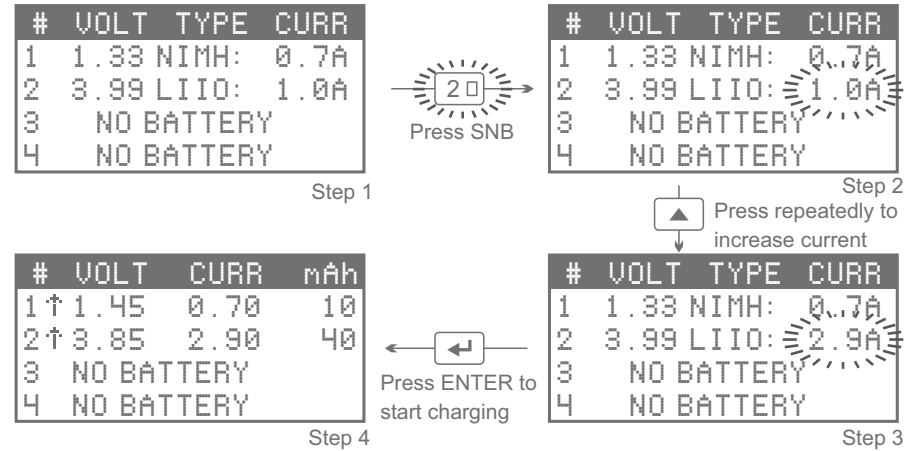 # VOLT TYPE CURR
1 1.33 NIMH: 0.7A
2 3.99 LIIO: 1.0A
3 NO BATTERY
4 NO BATTERY
Step 1
2
Press SNB
# VOLT TYPE CURR
1 1.33 NIMH: 0.7A
2 3.99 LIIO: 1.0A
3 NO BATTERY
4 NO BATTERY
Step 2
Press repeatedly to
increase current
# VOLT TYPE CURR
1 1.33 NIMH: 0.7A
2 3.99 LIIO: 2.9A
3 NO BATTERY
4 NO BATTERY
Step 3
Press ENTER to
start charging
# VOLT CURR mAh
1↑1.45 0.70 10
2↑3.85 2.90 40
3 NO BATTERY
4 NO BATTERY
Step 4